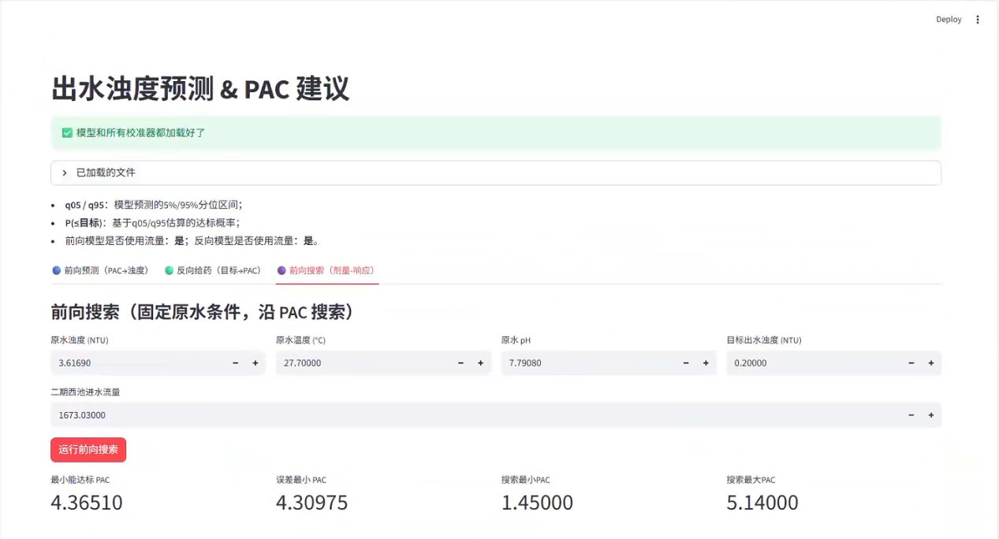 Deploy
出水浊度预测 & PAC 建议
✅ 模型和所有校准器都加载好了
已加载的文件
q05 / q95：模型预测的5%/95%分位区间；
P(≤目标)：基于q05/q95估算的达标概率；
前向模型是否使用流量：是；反向模型是否使用流量：是。
前向预测（PAC→浊度） 反向给药（目标→PAC） 前向搜索（剂量-响应）
前向搜索（固定原水条件，沿 PAC 搜索）
原水浊度 (NTU) 原水温度 (°C) 原水 pH 目标出水浊度 (NTU)
3.61690 − + 27.70000 − + 7.79080 − + 0.20000 − +
二期西池进水流量
1673.03000 − +
运行前向搜索
最小能达标 PAC 误差最小 PAC 搜索最小PAC 搜索最大PAC
4.36510 4.30975 1.45000 5.14000